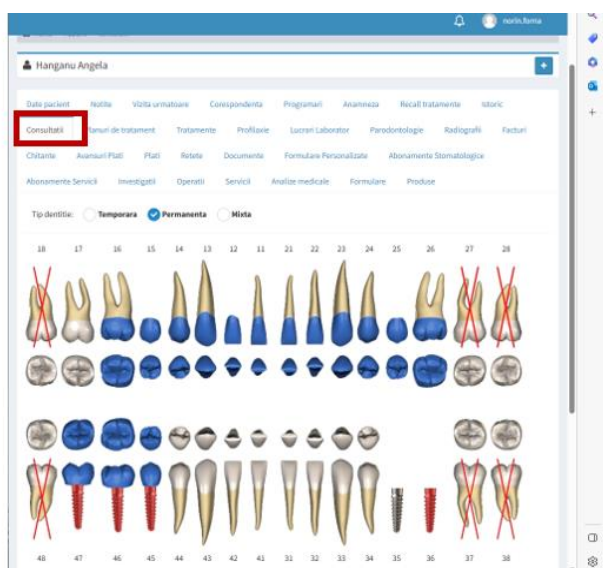 norin.foma
Hanganu Angela
Date pacient Notite Vizita urmatoare Corespondenta Programari Anamneza Recall tratamente Istoric
Consultatii Planuri de tratament Tratamente Profilaxie Lucrari Laborator Parodontologie Radiografii Facturi
Chitante Avansuri Plati Plati Retete Documente Formulare Personalizate Abonamente Stomatologice
Abonamente Servicii Investigatii Operatii Servicii Analize medicale Formulare Produse
Tip dentitie: Temporara Permanenta Mixta
18 17 16 15 14 13 12 11 21 22 23 24 25 26 27 28
48 47 46 45 44 43 42 41 31 32 33 34 35 36 37 38